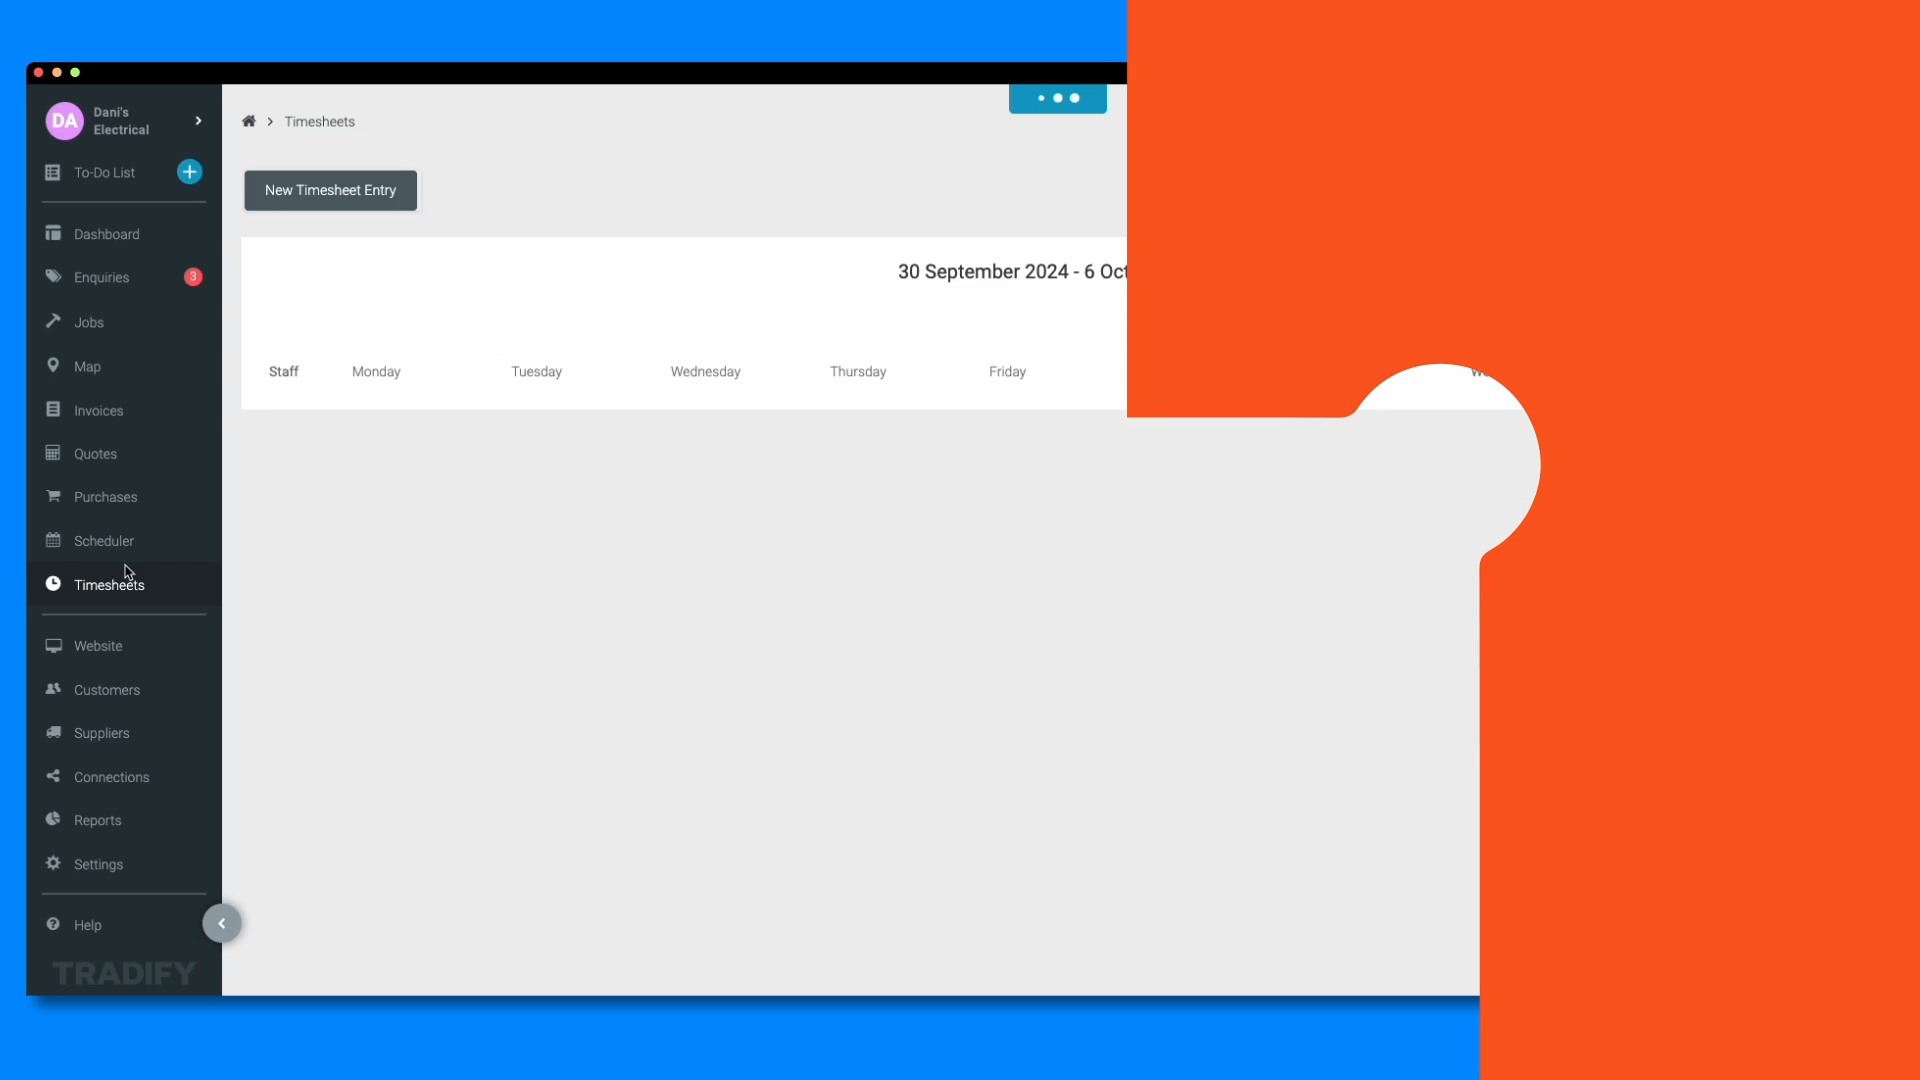 DA
Dani's
Electrical
To-Do List
Dashboard
Enquiries 3
Jobs
Map
Invoices
Quotes
Purchases
Scheduler
Timesheets
Website
Customers
Suppliers
Connections
Reports
Settings
Help
TRADIFY
Timesheets
New Timesheet Entry
30 September 2024 - 6 Oct
Staff Monday Tuesday Wednesday Thursday Friday